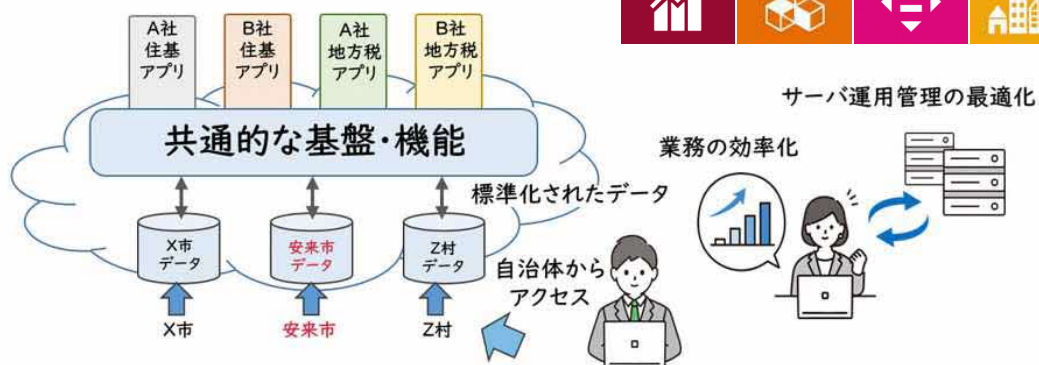 A社
住基
アプリ
B社
住基
アプリ
A社
地方税
アプリ
B社
地方税
アプリ
共通的な基盤・機能
標準化されたデータ
X市
データ
安来市
データ
Z村
データ
X市
安来市
Z村
自治体から
アクセス
業務の効率化
サーバ運用管理の最適化